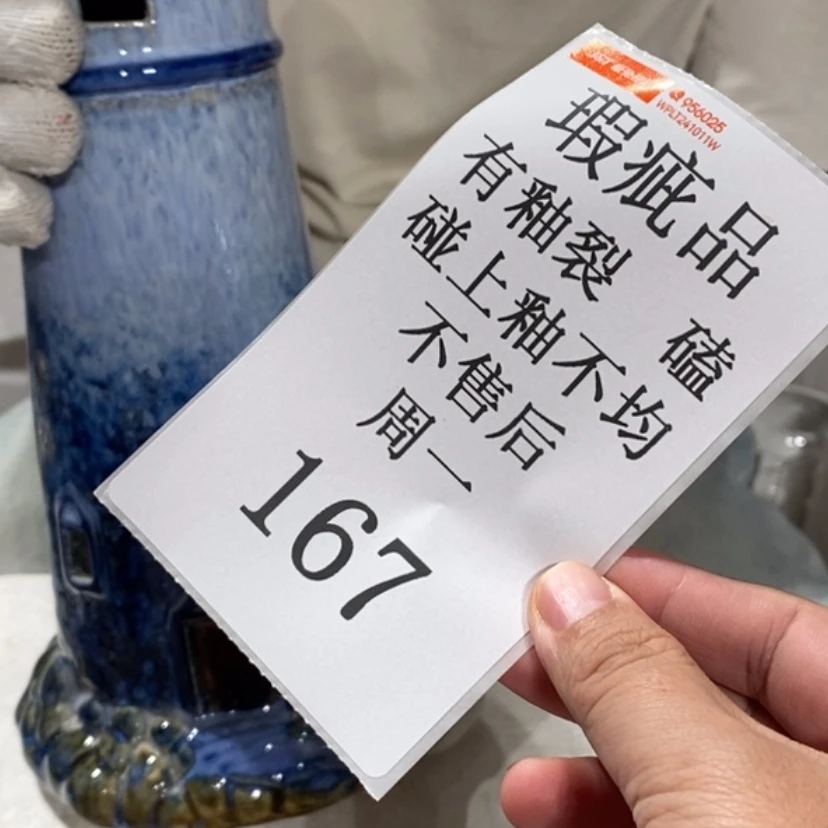 956025
WPLT241011W
瑕疵品
有釉裂 磕
碰上釉不均
不售后
周一
167